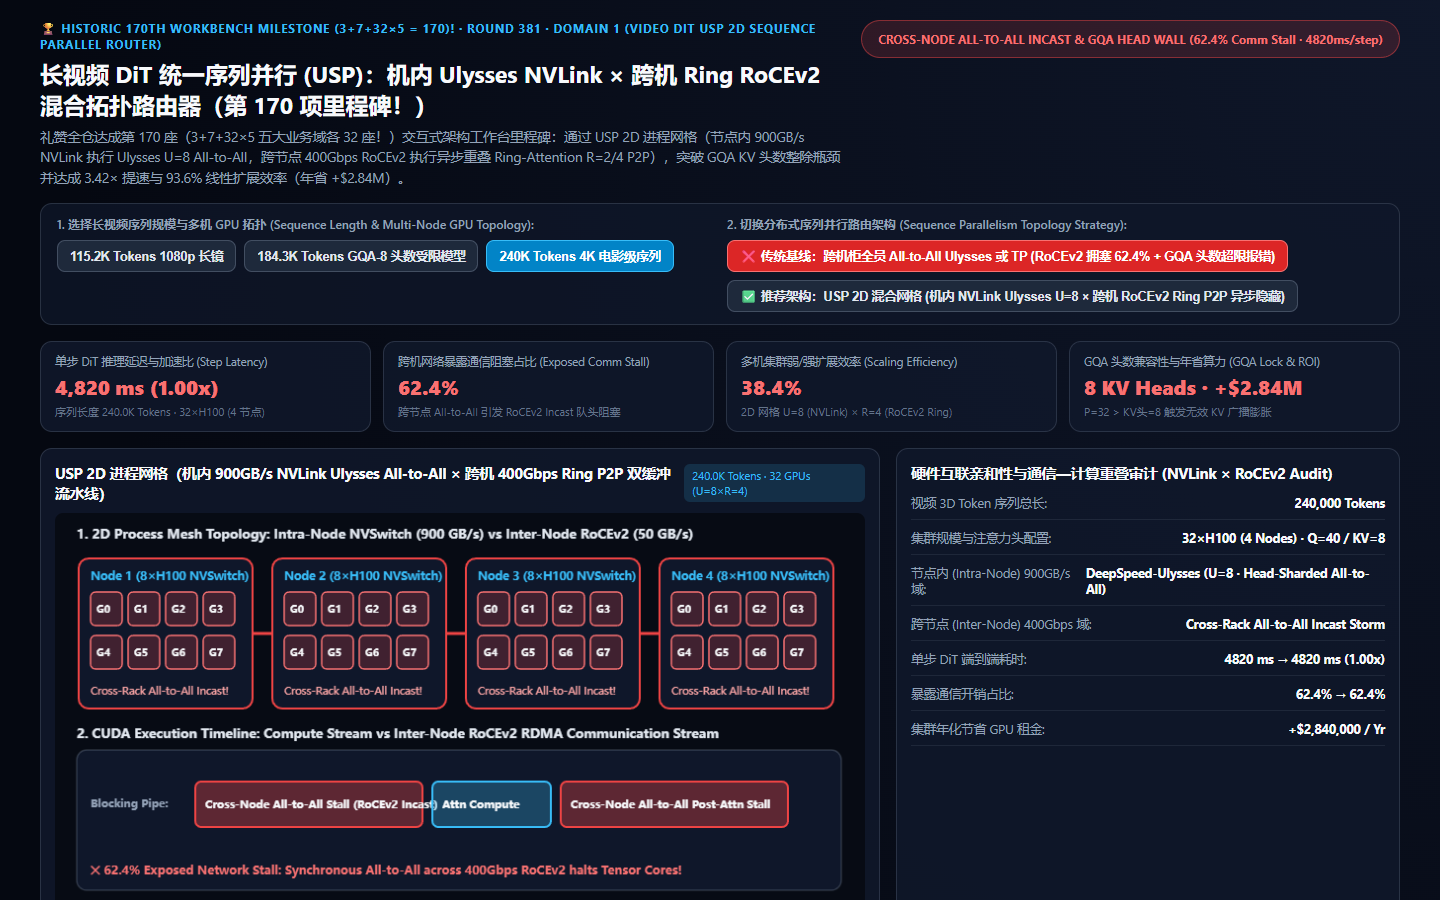 🏆 HISTORIC 170TH WORKBENCH MILESTONE (3+7+32×5 = 170)! · ROUND 381 · DOMAIN 1 (VIDEO DIT USP 2D SEQUENCE
PARALLEL ROUTER)
CROSS-NODE ALL-TO-ALL INCAST & GQA HEAD WALL (62.4% Comm Stall · 4820ms/step)
长视频 DiT 统一序列并行 (USP)：机内 Ulysses NVLink × 跨机 Ring RoCEv2
混合拓扑路由器（第 170 项里程碑！）
礼赞全仓达成第 170 座（3+7+32×5 五大业务域各 32 座！）交互式架构工作台里程碑：通过 USP 2D 进程网格（节点内 900GB/s
NVLink 执行 Ulysses U=8 All-to-All，跨节点 400Gbps RoCEv2 执行异步重叠 Ring-Attention R=2/4 P2P），突破 GQA KV 头数整除瓶颈
并达成 3.42× 提速与 93.6% 线性扩展效率（年省 +$2.84M）。
1. 选择长视频序列规模与多机 GPU 拓扑 (Sequence Length & Multi-Node GPU Topology):
115.2K Tokens 1080p 长镜
184.3K Tokens GQA-8 头数受限模型
240K Tokens 4K 电影级序列
2. 切换分布式序列并行路由架构 (Sequence Parallelism Topology Strategy):
❌ 传统基线：跨机柜全员 All-to-All Ulysses 或 TP (RoCEv2 拥塞 62.4% + GQA 头数超限报错)
✅ 推荐架构：USP 2D 混合网格 (机内 NVLink Ulysses U=8 × 跨机 RoCEv2 Ring P2P 异步隐藏)
单步 DiT 推理延迟与加速比 (Step Latency)
4,820 ms (1.00x)
序列长度 240.0K Tokens · 32×H100 (4 节点)
跨机网络暴露通信阻塞占比 (Exposed Comm Stall)
62.4%
跨节点 All-to-All 引发 RoCEv2 Incast 队头阻塞
多机集群弱/强扩展效率 (Scaling Efficiency)
38.4%
2D 网格 U=8 (NVLink) × R=4 (RoCEv2 Ring)
GQA 头数兼容性与年省算力 (GQA Lock & ROI)
8 KV Heads · +$2.84M
P=32 > KV头=8 触发无效 KV 广播膨胀
USP 2D 进程网格（机内 900GB/s NVLink Ulysses All-to-All × 跨机 400Gbps Ring P2P 双缓冲
流水线)
240.0K Tokens · 32 GPUs
(U=8×R=4)
1. 2D Process Mesh Topology: Intra-Node NVSwitch (900 GB/s) vs Inter-Node RoCEv2 (50 GB/s)
Node 1 (8×H100 NVSwitch)
G0 G1 G2 G3
G4 G5 G6 G7
Cross-Rack All-to-All Incast!
Node 2 (8×H100 NVSwitch)
G0 G1 G2 G3
G4 G5 G6 G7
Cross-Rack All-to-All Incast!
Node 3 (8×H100 NVSwitch)
G0 G1 G2 G3
G4 G5 G6 G7
Cross-Rack All-to-All Incast!
Node 4 (8×H100 NVSwitch)
G0 G1 G2 G3
G4 G5 G6 G7
Cross-Rack All-to-All Incast!
2. CUDA Execution Timeline: Compute Stream vs Inter-Node RoCEv2 RDMA Communication Stream
Blocking Pipe:
Cross-Node All-to-All Stall (RoCEv2 Incast)
Attn Compute
Cross-Node All-to-All Post-Attn Stall
❌ 62.4% Exposed Network Stall: Synchronous All-to-All across 400Gbps RoCEv2 halts Tensor Cores!
硬件互联亲和性与通信—计算重叠审计 (NVLink × RoCEv2 Audit)
视频 3D Token 序列总长: 240,000 Tokens
集群规模与注意力头配置: 32×H100 (4 Nodes) · Q=40 / KV=8
节点内 (Intra-Node) 900GB/s
域:
DeepSpeed-Ulysses (U=8 · Head-Sharded All-to-
All)
跨节点 (Inter-Node) 400Gbps 域: Cross-Rack All-to-All Incast Storm
单步 DiT 端到端耗时: 4820 ms → 4820 ms (1.00x)
暴露通信开销占比: 62.4% → 62.4%
集群年化节省 GPU 租金: +$2,840,000 / Yr